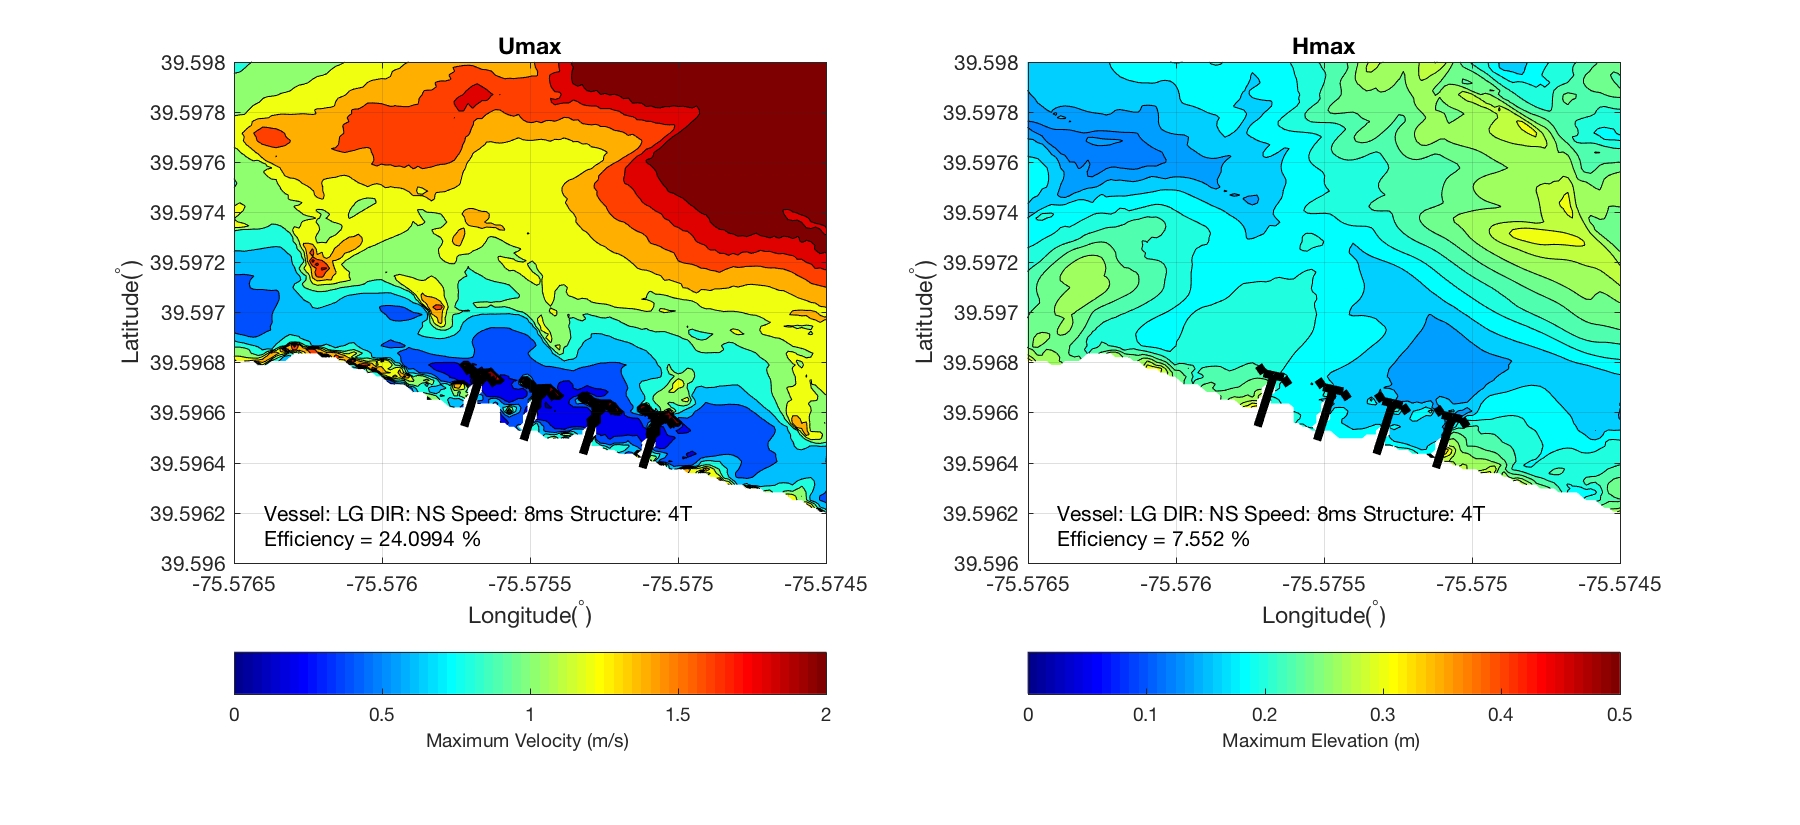 Umax
39.598
39.5978
39.5976
39.5974
39.5972
39.597
39.5968
39.5966
39.5964
39.5962
39.596
Latitude(°)
Vessel: LG DIR: NS Speed: 8ms Structure: 4T
Efficiency = 24.0994 %
-75.5765 -75.576 -75.5755 -75.575 -75.5745
Longitude(°)
0 0.5 1 1.5 2
Maximum Velocity (m/s)
Hmax
39.598
39.5978
39.5976
39.5974
39.5972
39.597
39.5968
39.5966
39.5964
39.5962
39.596
Latitude(°)
Vessel: LG DIR: NS Speed: 8ms Structure: 4T
Efficiency = 7.552 %
-75.5765 -75.576 -75.5755 -75.575 -75.5745
Longitude(°)
0 0.1 0.2 0.3 0.4 0.5
Maximum Elevation (m)